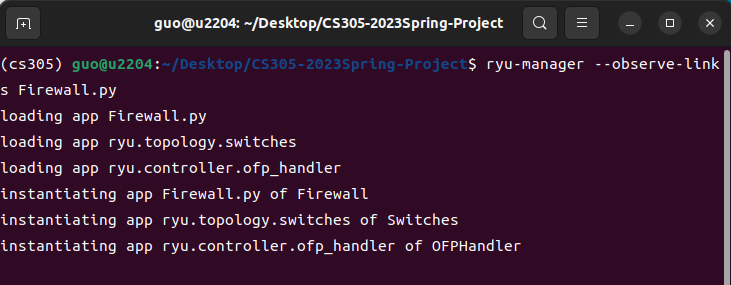 guo@u2204: ~/Desktop/CS305-2023Spring-Project
(cs305) guo@u2204:~/Desktop/CS305-2023Spring-Project$ ryu-manager --observe-link
s Firewall.py
loading app Firewall.py
loading app ryu.topology.switches
loading app ryu.controller.ofp_handler
instantiating app Firewall.py of Firewall
instantiating app ryu.topology.switches of Switches
instantiating app ryu.controller.ofp_handler of OFPHandler